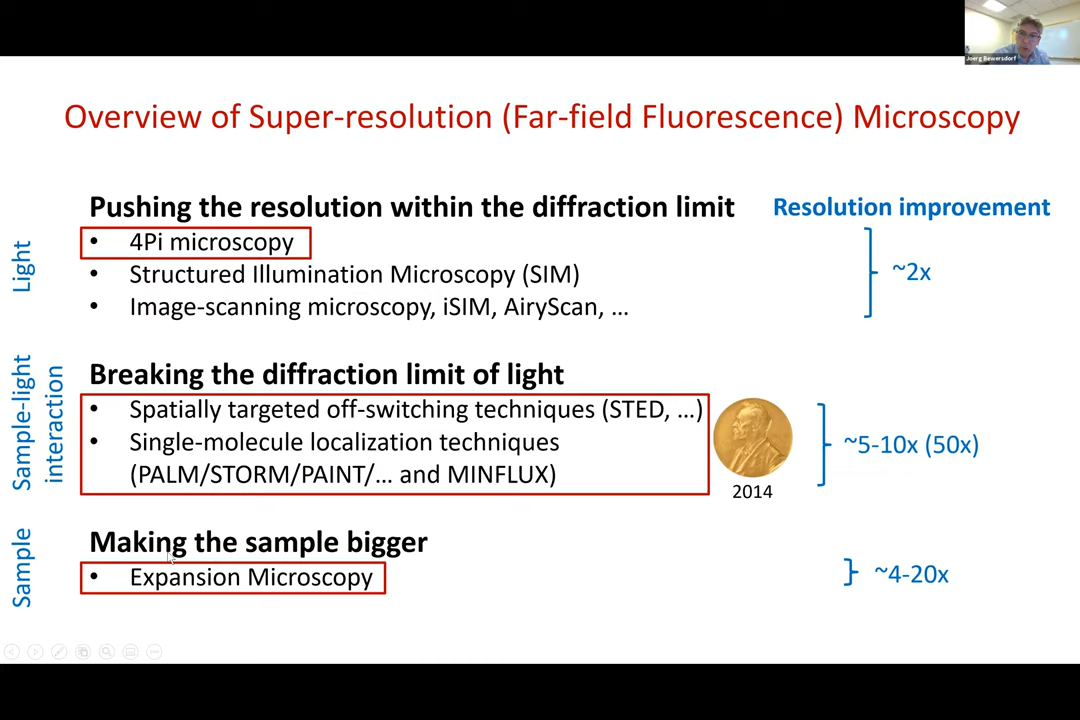 Joerg Bewersdorf
Overview of Super-resolution (Far-field Fluorescence) Microscopy
Pushing the resolution within the diffraction limit
Resolution improvement
Light
• 4Pi microscopy
• Structured Illumination Microscopy (SIM)
• Image-scanning microscopy, iSIM, AiryScan, …
~2x
Sample-light
interaction
Breaking the diffraction limit of light
• Spatially targeted off-switching techniques (STED, …)
• Single-molecule localization techniques
(PALM/STORM/PAINT/… and MINFLUX)
2014
~5-10x (50x)
Sample
Making the sample bigger
• Expansion Microscopy
~4-20x